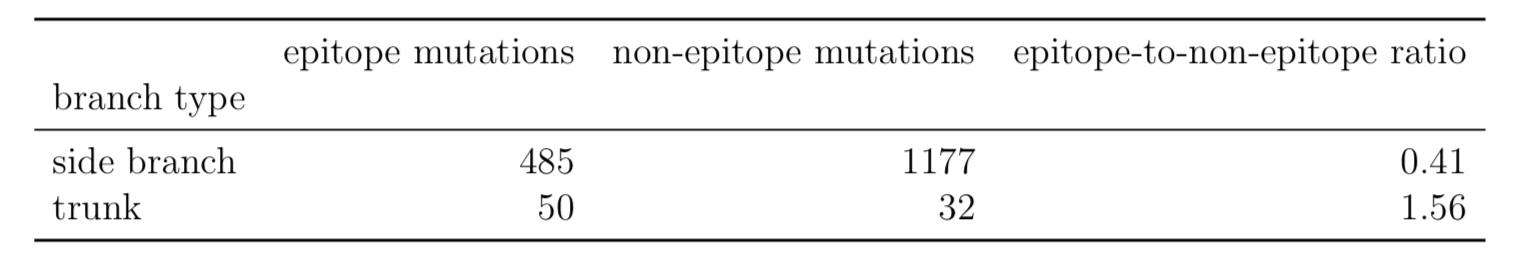 epitope mutations non-epitope mutations epitope-to-non-epitope ratio
branch type
side branch 485 1177 0.41
trunk 50 32 1.56